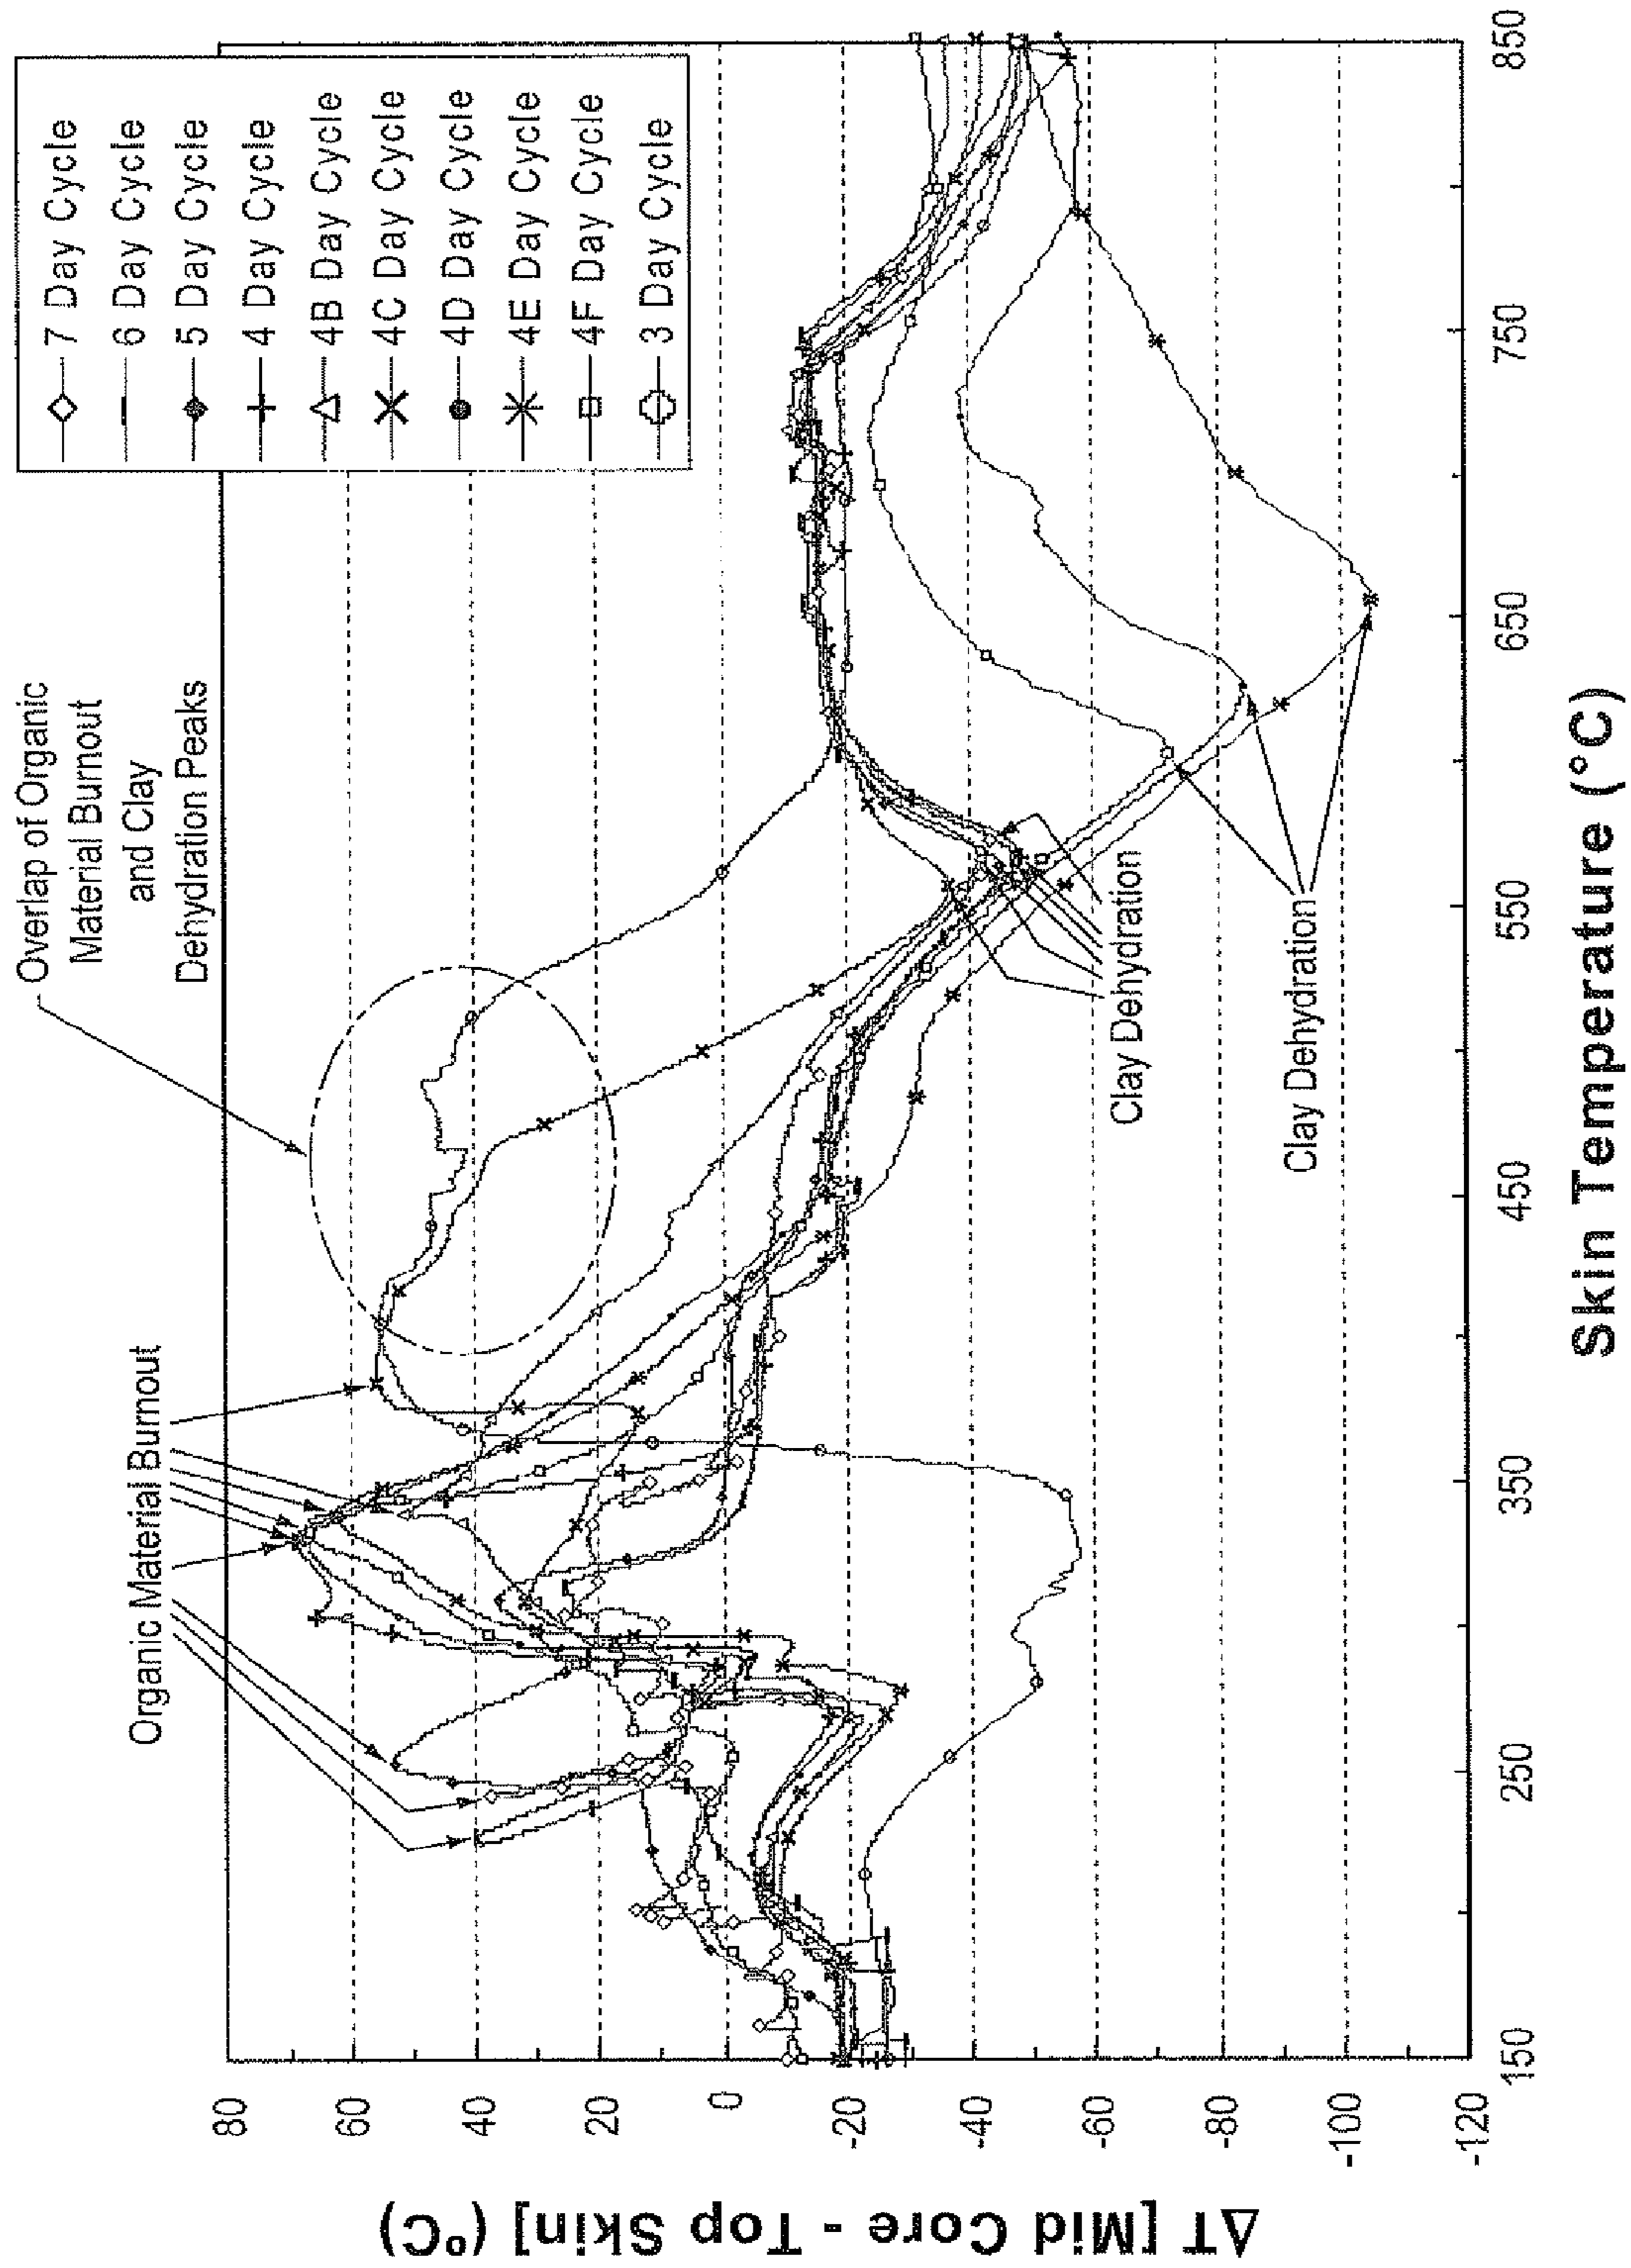 Overlap of Organic
Material Burnout
and Clay
Dehydration Peaks
Organic Material Burnout
7 Day Cycle
6 Day Cycle
5 Day Cycle
4 Day Cycle
4B Day Cycle
4C Day Cycle
4D Day Cycle
4E Day Cycle
4F Day Cycle
3 Day Cycle
Clay Dehydration
Clay Dehydration
80
60
40
20
0
-20
-40
-60
-80
-100
-120
ΔT [Mid Core - Top Skin] (°C)
150
250
350
450
550
650
750
850
Skin Temperature (°C)